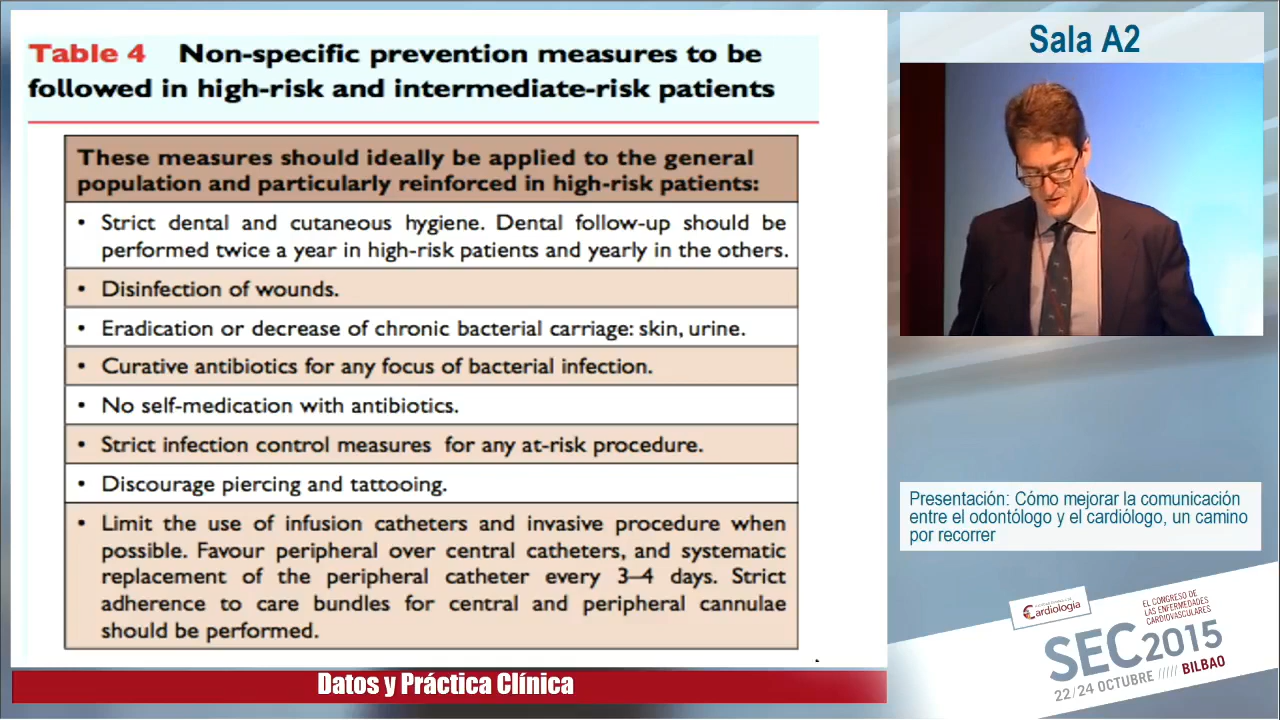 Table 4 Non-specific prevention measures to be
followed in high-risk and intermediate-risk patients
These measures should ideally be applied to the general
population and particularly reinforced in high-risk patients:
• Strict dental and cutaneous hygiene. Dental follow-up should be
performed twice a year in high-risk patients and yearly in the others.
• Disinfection of wounds.
• Eradication or decrease of chronic bacterial carriage: skin, urine.
• Curative antibiotics for any focus of bacterial infection.
• No self-medication with antibiotics.
• Strict infection control measures for any at-risk procedure.
• Discourage piercing and tattooing.
• Limit the use of infusion catheters and invasive procedure when
possible. Favour peripheral over central catheters, and systematic
replacement of the peripheral catheter every 3–4 days. Strict
adherence to care bundles for central and peripheral cannulae
should be performed.
Datos y Práctica Clínica
Sala A2
Presentación: Cómo mejorar la comunicación
entre el odontólogo y el cardiólogo, un camino
por recorrer
Cardiología
EL CONGRESO
DE LAS ENFERMEDADES
CARDIOVASCULARES
SEC2015
22/24 OCTUBRE ///// BILBAO